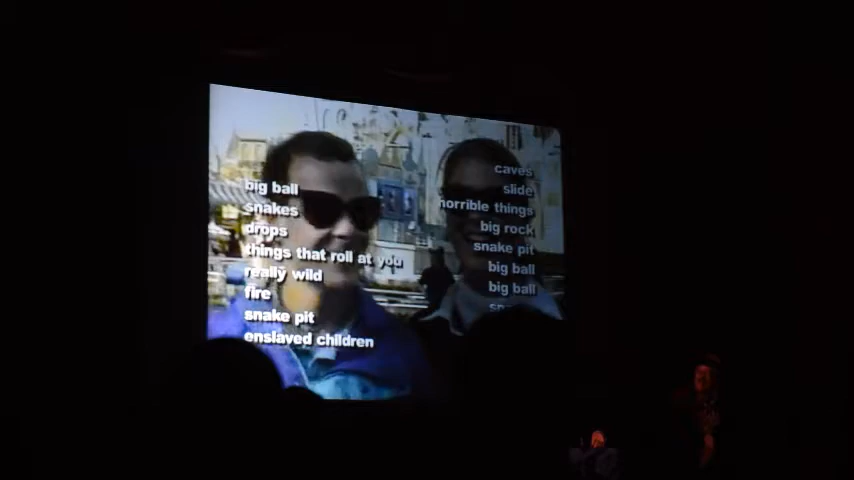 big ball
snakes
drops
things that roll at you
really wild
fire
snake pit
enslaved children
caves
slide
horrible things
big rock
snake pit
big ball
big ball